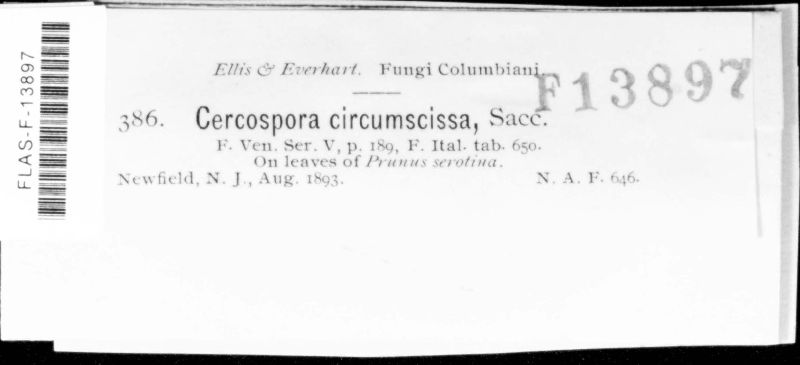 FLAS-F-13897
Ellis & Everhart. Fungi Columbiani.
F13897
386. Cercospora circumscissa, Sacc.
F. Ven. Ser. V, p. 189, F. Ital. tab. 650.
On leaves of Prunus serotina.
Newfield, N. J., Aug. 1893. N. A. F. 646.